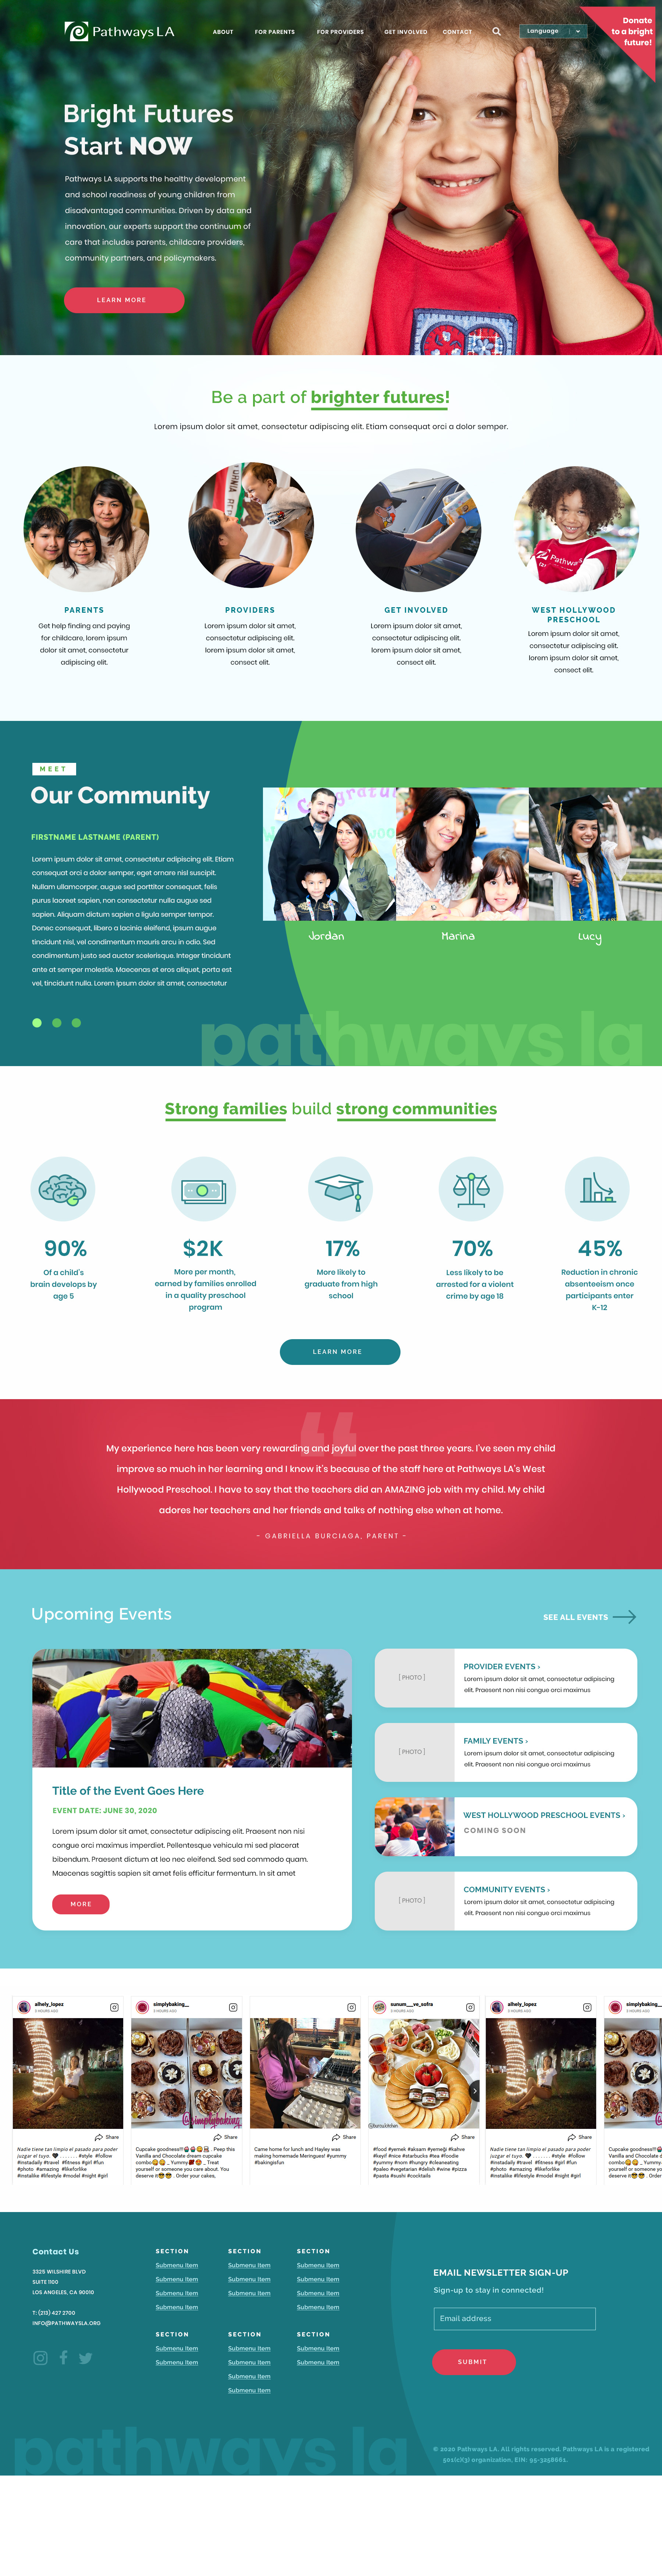 Pathways LA
ABOUT
FOR PARENTS
FOR PROVIDERS
GET INVOLVED
CONTACT
Language
Donate
to a bright
future!
Bright Futures
Start NOW
Pathways LA supports the healthy development
and school readiness of young children from
disadvantaged communities. Driven by data and
innovation, our experts support the continuum of
care that includes parents, childcare providers,
community partners, and policymakers.
LEARN MORE
Be a part of brighter futures!
Lorem ipsum dolor sit amet, consectetur adipiscing elit. Etiam consequat orci a dolor semper.
PARENTS
Get help finding and paying
for childcare, lorem ipsum
dolor sit amet, consectetur
adipiscing elit.
PROVIDERS
Lorem ipsum dolor sit amet,
consectetur adipiscing elit.
lorem ipsum dolor sit amet,
consect elit.
GET INVOLVED
Lorem ipsum dolor sit amet,
consectetur adipiscing elit.
lorem ipsum dolor sit amet,
consect elit.
WEST HOLLYWOOD
PRESCHOOL
Lorem ipsum dolor sit amet,
consectetur adipiscing elit.
lorem ipsum dolor sit amet,
consect elit.
MEET
Our Community
FIRSTNAME LASTNAME (PARENT)
Lorem ipsum dolor sit amet, consectetur adipiscing elit. Etiam
consequat orci a dolor semper, eget ornare nisl suscipit.
Nullam ullamcorper, augue sed porttitor consequat, felis
purus laoreet sapien, non consectetur nulla augue sed
sapien. Aliquam dictum sapien a ligula semper tempor.
Donec consequat, libero a lacinia eleifend, ipsum augue
tincidunt nisl, vel condimentum mauris arcu in odio. Sed
condimentum justo sed auctor scelerisque. Integer tincidunt
ante at semper molestie. Maecenas et eros aliquet, porta est
vel, tincidunt nulla. Lorem ipsum dolor sit amet, consectetur
Jordan
Marina
Lucy
pathways la
Strong families build strong communities
90%
Of a child's
brain develops by
age 5
$2K
More per month,
earned by families enrolled
in a quality preschool
program
17%
More likely to
graduate from high
school
70%
Less likely to be
arrested for a violent
crime by age 18
45%
Reduction in chronic
absenteeism once
participants enter
K-12
LEARN MORE
My experience here has been very rewarding and joyful over the past three years. I've seen my child
improve so much in her learning and I know it's because of the staff here at Pathways LA's West
Hollywood Preschool. I have to say that the teachers did an AMAZING job with my child. My child
adores her teachers and her friends and talks of nothing else when at home.
- GABRIELLA BURCIAGA, PARENT -
Upcoming Events
SEE ALL EVENTS
Title of the Event Goes Here
EVENT DATE: JUNE 30, 2020
Lorem ipsum dolor sit amet, consectetur adipiscing elit. Praesent non nisi
congue orci maximus imperdiet. Pellentesque vehicula mi sed placerat
bibendum. Praesent dictum at leo nec eleifend. Sed sed commodo quam.
Maecenas sagittis sapien sit amet felis efficitur fermentum. In sit amet
MORE
[ PHOTO ]
PROVIDER EVENTS ›
Lorem ipsum dolor sit amet, consectetur adipiscing
elit. Praesent non nisi congue orci maximus
[ PHOTO ]
FAMILY EVENTS ›
Lorem ipsum dolor sit amet, consectetur adipiscing
elit. Praesent non nisi congue orci maximus
WEST HOLLYWOOD PRESCHOOL EVENTS ›
COMING SOON
[ PHOTO ]
COMMUNITY EVENTS ›
Lorem ipsum dolor sit amet, consectetur adipiscing
elit. Praesent non nisi congue orci maximus
alhely_lopez
Share
Nadie tiene tan limpio el pasado para poder
juzgar el tuyo. #style #follow
#instadaily #travel #fitness #girl #fun
#photo #amazing #likeforlike
#instalike #lifestyle #model #night #girl
simplybaking__
@simplybaking
Share
Cupcake goodness!!! . Peep this
Vanilla and Chocolate dream cupcake
combo _ Yummy _ Treat
yourself or someone you care about. You
deserve it . Order your cakes,
Share
Came home for lunch and Hayley was
making homemade Meringues! #yummy
#bakingisfun
sunum__ve_sofra
Share
#food #yemek #aksam #yemeği #kahve
#keyf #nice #starbucks #tea #foodie
#yummy #nom #hungry #cleaneating
#paleo #vegetarian #delish #wine #pizza
#pasta #sushi #cocktails
alhely_lopez
Share
Nadie tiene tan limpio el pasado para poder
juzgar el tuyo. #style #follow
#instadaily #travel #fitness #girl #fun
#photo #amazing #likeforlike
#instalike #lifestyle #model #night #girl
simplybaking__
Cupcake goodness!!!
Vanilla and Chocolate
combo _ Yummy
yourself or someone yo
deserve it . Order
Contact Us
3325 WILSHIRE BLVD
SUITE 1100
LOS ANGELES, CA 90010
T: (213) 427 2700
INFO@PATHWAYSLA.ORG
SECTION
Submenu Item
Submenu Item
Submenu Item
Submenu Item
SECTION
Submenu Item
Submenu Item
Submenu Item
SECTION
Submenu Item
Submenu Item
Submenu Item
Submenu Item
SECTION
Submenu Item
Submenu Item
SECTION
Submenu Item
Submenu Item
Submenu Item
Submenu Item
SECTION
Submenu Item
Submenu Item
EMAIL NEWSLETTER SIGN-UP
Sign-up to stay in connected!
Email address
SUBMIT
pathways la
© 2020 Pathways LA. All rights reserved. Pathways LA is a registered
501(c)(3) organization, EIN: 95-3258661.